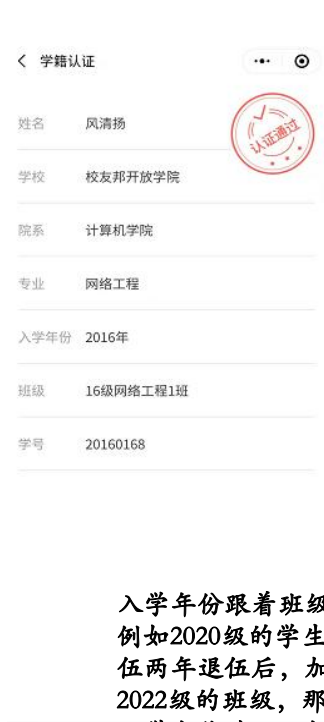 学籍认证
姓名 风清扬
认证通过
学校 校友邦开放学院
院系 计算机学院
专业 网络工程
入学年份 2016年
班级 16级网络工程1班
学号 20160168
入学年份跟着班级
例如2020级的学生
伍两年退伍后，加
2022级的班级，那